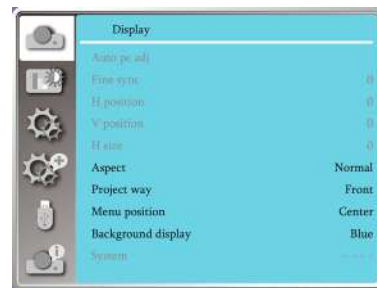 Display
Auto pc adj
Fine sync 0
H position 0
V position 0
H size 0
Aspect Normal
Project way Front
Menu position Center
Background display Blue
System - - - -